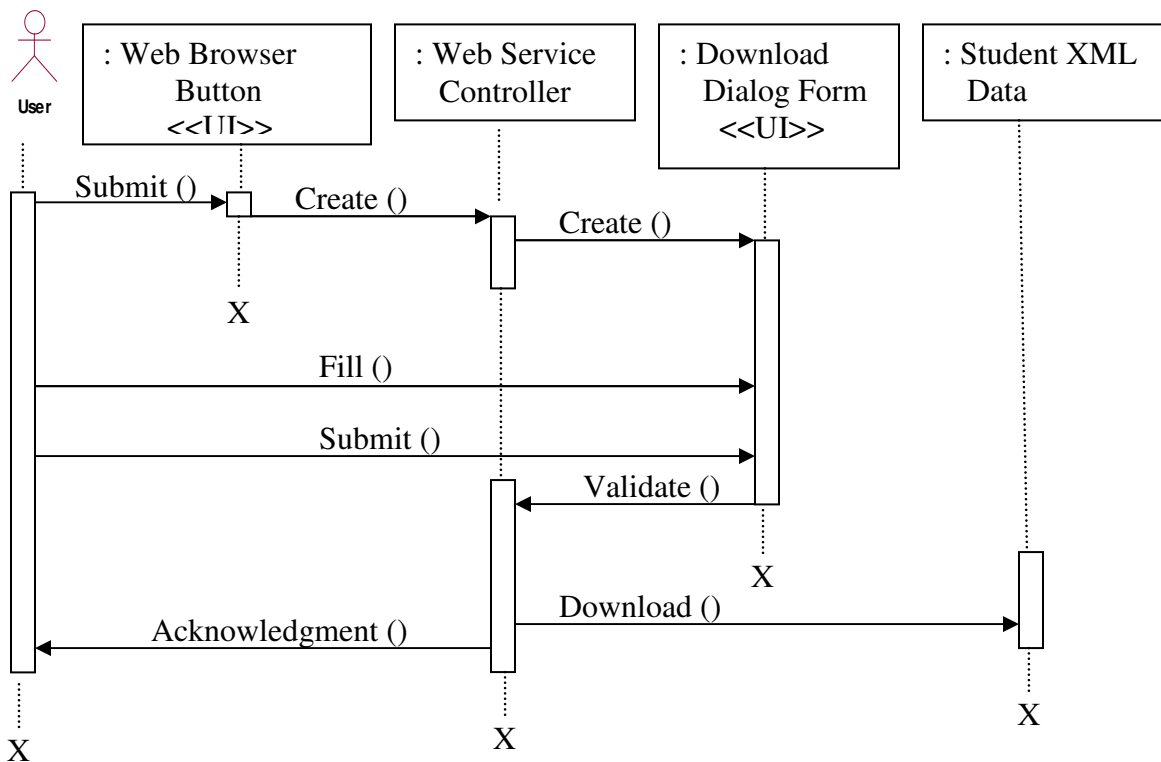 User
: Web Browser
Button
<<UI>>
: Web Service
Controller
: Download
Dialog Form
<<UI>>
: Student XML
Data
Submit ()
Create ()
Create ()
X
Fill ()
Submit ()
Validate ()
X
Download ()
Acknowledgment ()
X
X
X